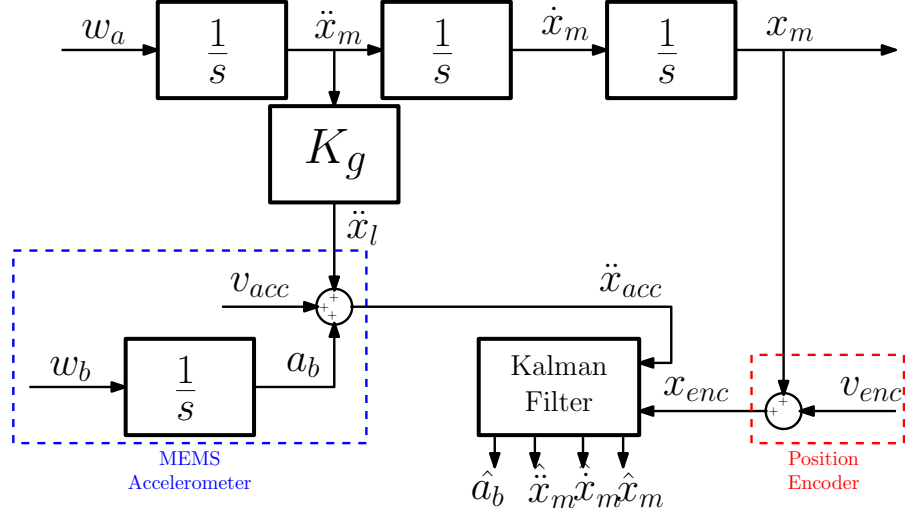 w_a 1/s ẍ_m 1/s ẋ_m 1/s x_m
K_g
ẍ_l
v_acc + + + ẍ_acc
w_b 1/s a_b
Kalman
Filter
x_enc + + v_enc
â_b ẍ̂_m ẋ̂_m x̂_m
MEMS
Accelerometer
Position
Encoder